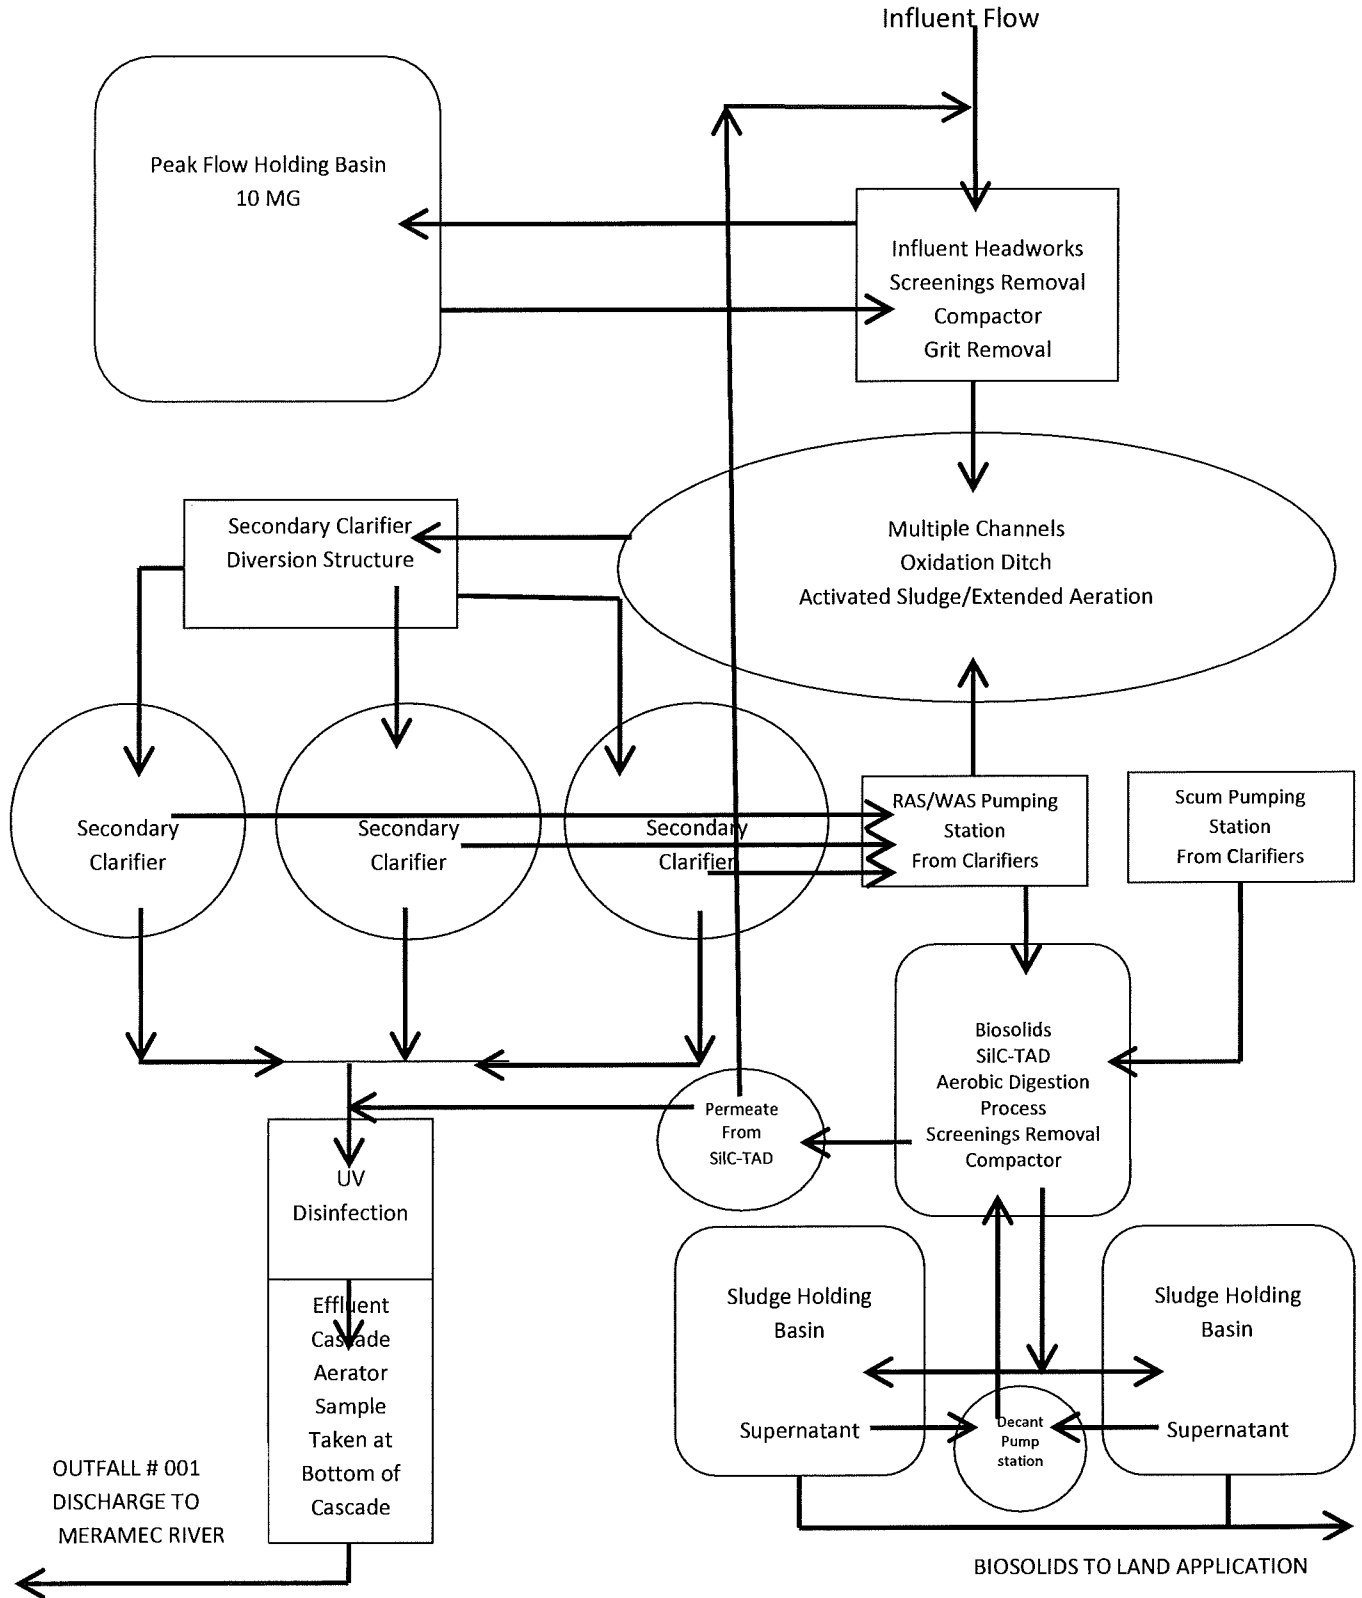 Influent Flow
Peak Flow Holding Basin
10 MG
Influent Headworks
Screenings Removal
Compactor
Grit Removal
Multiple Channels
Oxidation Ditch
Activated Sludge/Extended Aeration
Secondary Clarifier
Diversion Structure
Secondary
Clarifier
Secondary
Clarifier
Secondary
Clarifier
RAS/WAS Pumping
Station
From Clarifiers
Scum Pumping
Station
From Clarifiers
Biosolids
SilC-TAD
Aerobic Digestion
Process
Screenings Removal
Compactor
Permeate
From
SilC-TAD
UV
Disinfection
Effluent
Cascade
Aerator
Sample
Taken at
Bottom of
Cascade
Sludge Holding
Basin
Supernatant
Decant
Pump
station
Sludge Holding
Basin
Supernatant
OUTFALL # 001
DISCHARGE TO
MERAMEC RIVER
BIOSOLIDS TO LAND APPLICATION